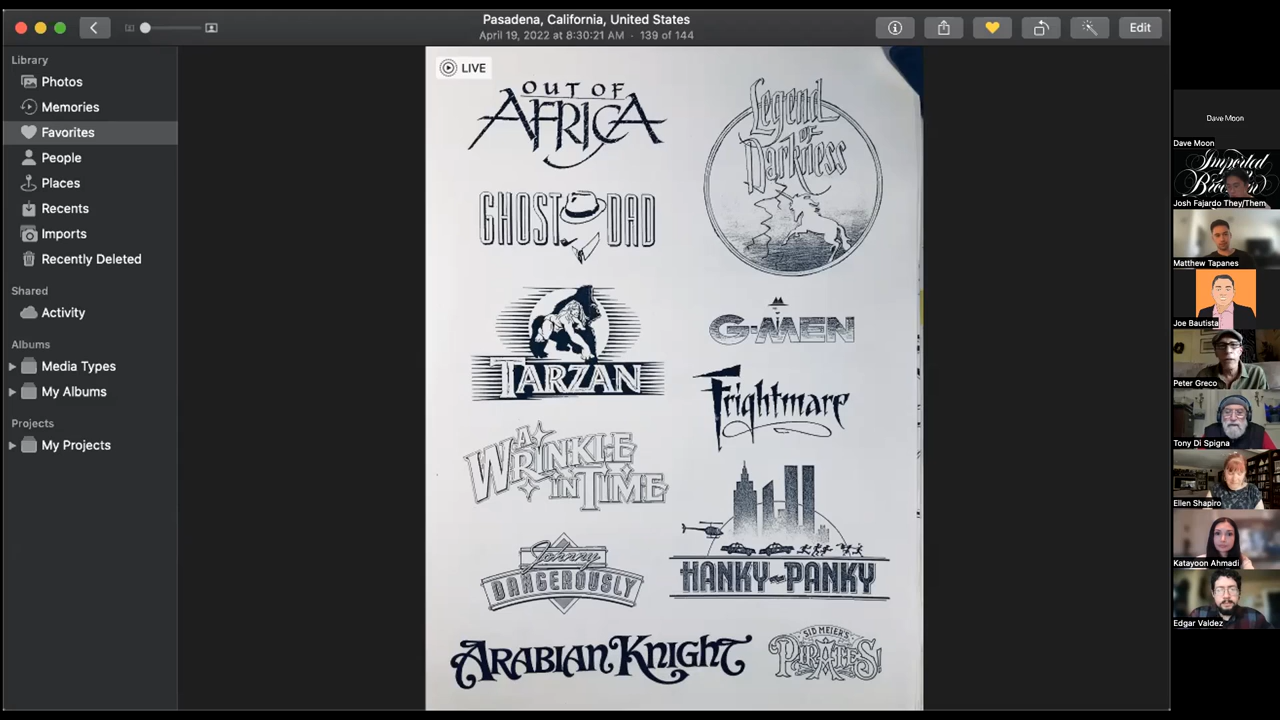 Pasadena, California, United States
April 19, 2022 at 8:30:21 AM · 139 of 144
Edit
Library
Photos
Memories
Favorites
People
Places
Recents
Imports
Recently Deleted
Shared
Activity
Albums
Media Types
My Albums
Projects
My Projects
LIVE
OUT OF
AFRICA
Legend
OF
Darkness
GHOST DAD
TARZAN
G-MEN
Frightmare
A
WRINKLE
IN TIME
HANKY-PANKY
Johnny
DANGEROUSLY
ARABIAN KNIGHT
SID MEIER'S
PIRATES!
Dave Moon
Dave Moon
Imported
Josh Fajardo They/Them
Matthew Tapanes
Joe Bautista
Peter Greco
Tony Di Spigna
Ellen Shapiro
Katayoon Ahmadi
Edgar Valdez